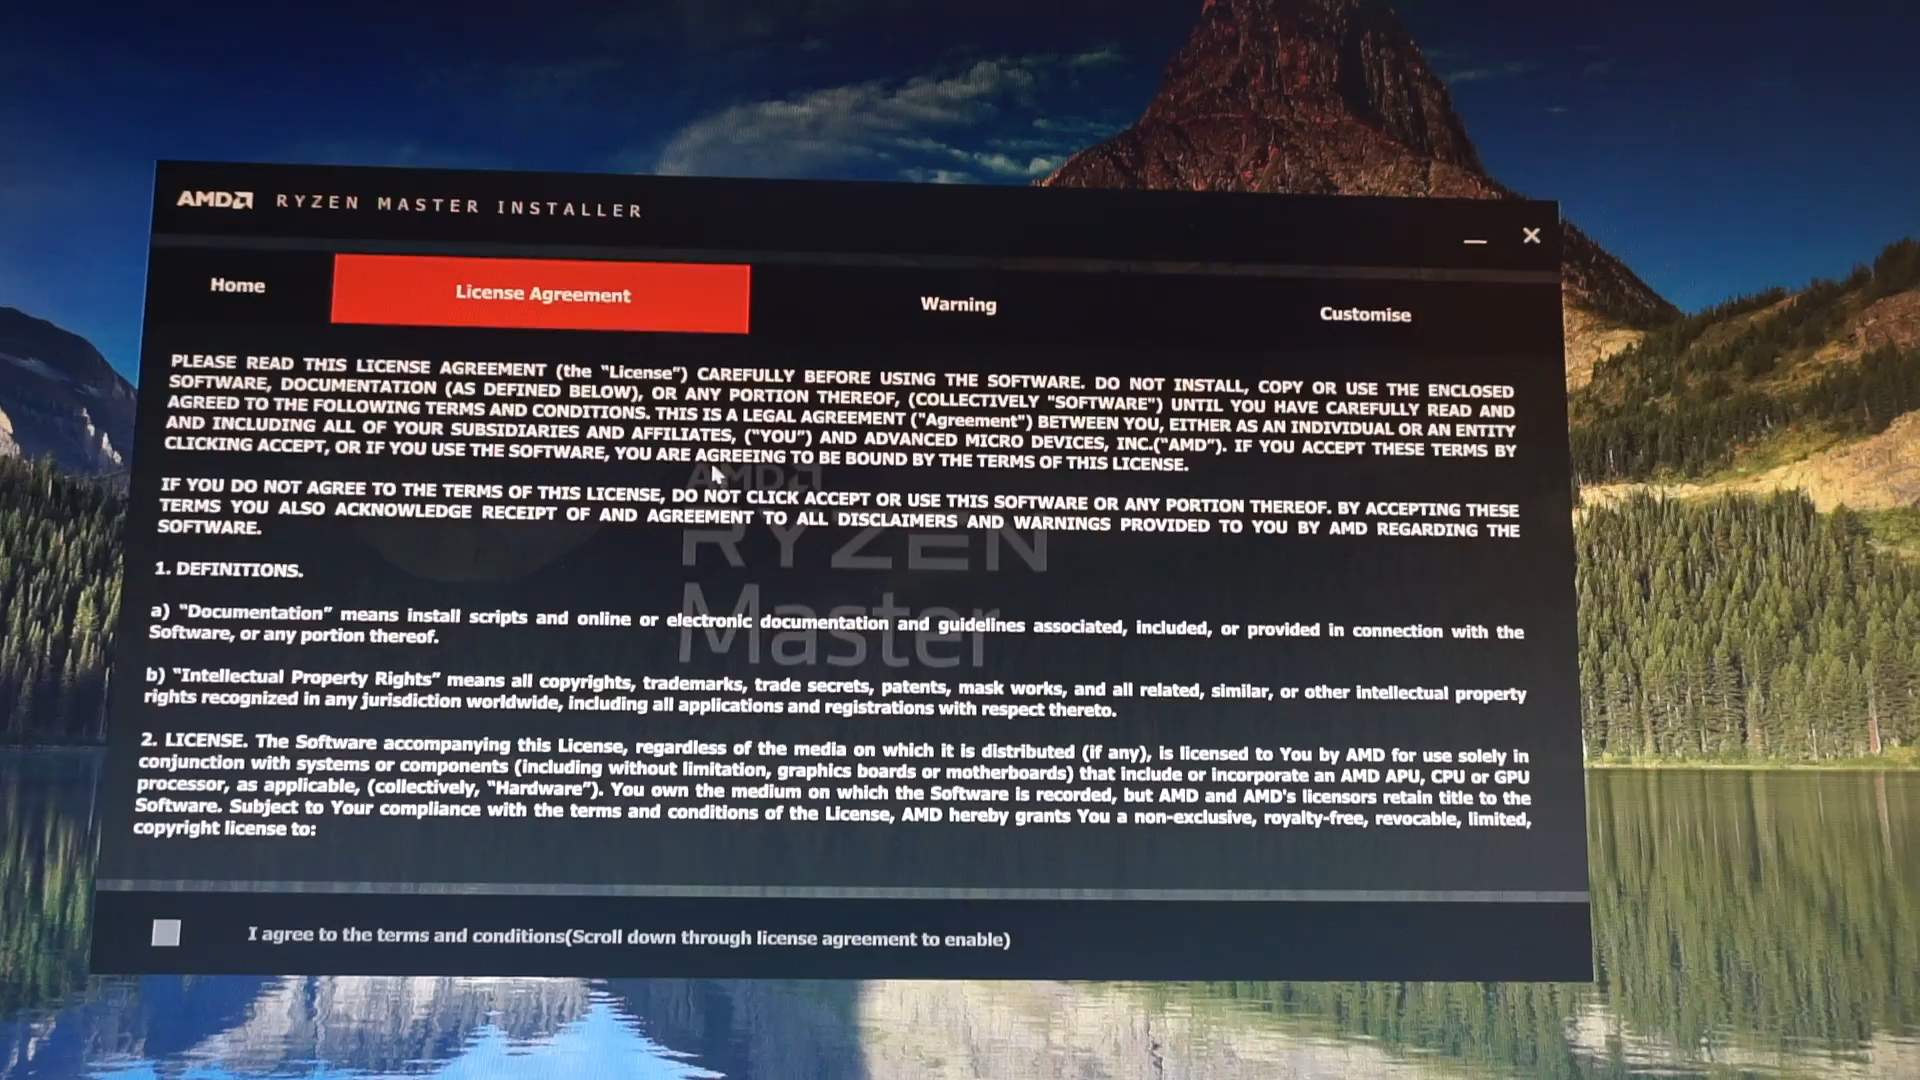 AMD RYZEN MASTER INSTALLER
Home
License Agreement
Warning
Customise
PLEASE READ THIS LICENSE AGREEMENT (the "License") CAREFULLY BEFORE USING THE SOFTWARE. DO NOT INSTALL, COPY OR USE THE ENCLOSED
SOFTWARE, DOCUMENTATION (AS DEFINED BELOW), OR ANY PORTION THEREOF, (COLLECTIVELY "SOFTWARE") UNTIL YOU HAVE CAREFULLY READ AND
AGREED TO THE FOLLOWING TERMS AND CONDITIONS. THIS IS A LEGAL AGREEMENT ("Agreement") BETWEEN YOU, EITHER AS AN INDIVIDUAL OR AN ENTITY
AND INCLUDING ALL OF YOUR SUBSIDIARIES AND AFFILIATES, ("YOU") AND ADVANCED MICRO DEVICES, INC.("AMD"). IF YOU ACCEPT THESE TERMS BY
CLICKING ACCEPT, OR IF YOU USE THE SOFTWARE, YOU ARE AGREEING TO BE BOUND BY THE TERMS OF THIS LICENSE.
IF YOU DO NOT AGREE TO THE TERMS OF THIS LICENSE, DO NOT CLICK ACCEPT OR USE THIS SOFTWARE OR ANY PORTION THEREOF. BY ACCEPTING THESE
TERMS YOU ALSO ACKNOWLEDGE RECEIPT OF AND AGREEMENT TO ALL DISCLAIMERS AND WARNINGS PROVIDED TO YOU BY AMD REGARDING THE
SOFTWARE.
1. DEFINITIONS.
a) “Documentation” means install scripts and online or electronic documentation and guidelines associated, included, or provided in connection with the
Software, or any portion thereof.
b) “Intellectual Property Rights” means all copyrights, trademarks, trade secrets, patents, mask works, and all related, similar, or other intellectual property
rights recognized in any jurisdiction worldwide, including all applications and registrations with respect thereto.
2. LICENSE. The Software accompanying this License, regardless of the media on which it is distributed (if any), is licensed to You by AMD for use solely in
conjunction with systems or components (including without limitation, graphics boards or motherboards) that include or incorporate an AMD APU, CPU or GPU
processor, as applicable, (collectively, “Hardware”). You own the medium on which the Software is recorded, but AMD and AMD's licensors retain title to the
Software. Subject to Your compliance with the terms and conditions of the License, AMD hereby grants You a non-exclusive, royalty-free, revocable, limited,
copyright license to:
AMD
RYZEN
Master
I agree to the terms and conditions(Scroll down through license agreement to enable)